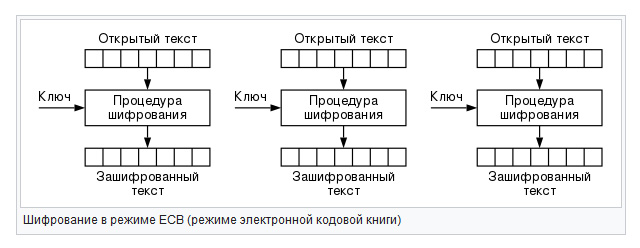 Открытый текст
Открытый текст
Открытый текст
Ключ
Процедура
шифрования
Ключ
Процедура
шифрования
Ключ
Процедура
шифрования
Зашифрованный
текст
Зашифрованный
текст
Зашифрованный
текст
Шифрование в режиме ECB (режиме электронной кодовой книги)